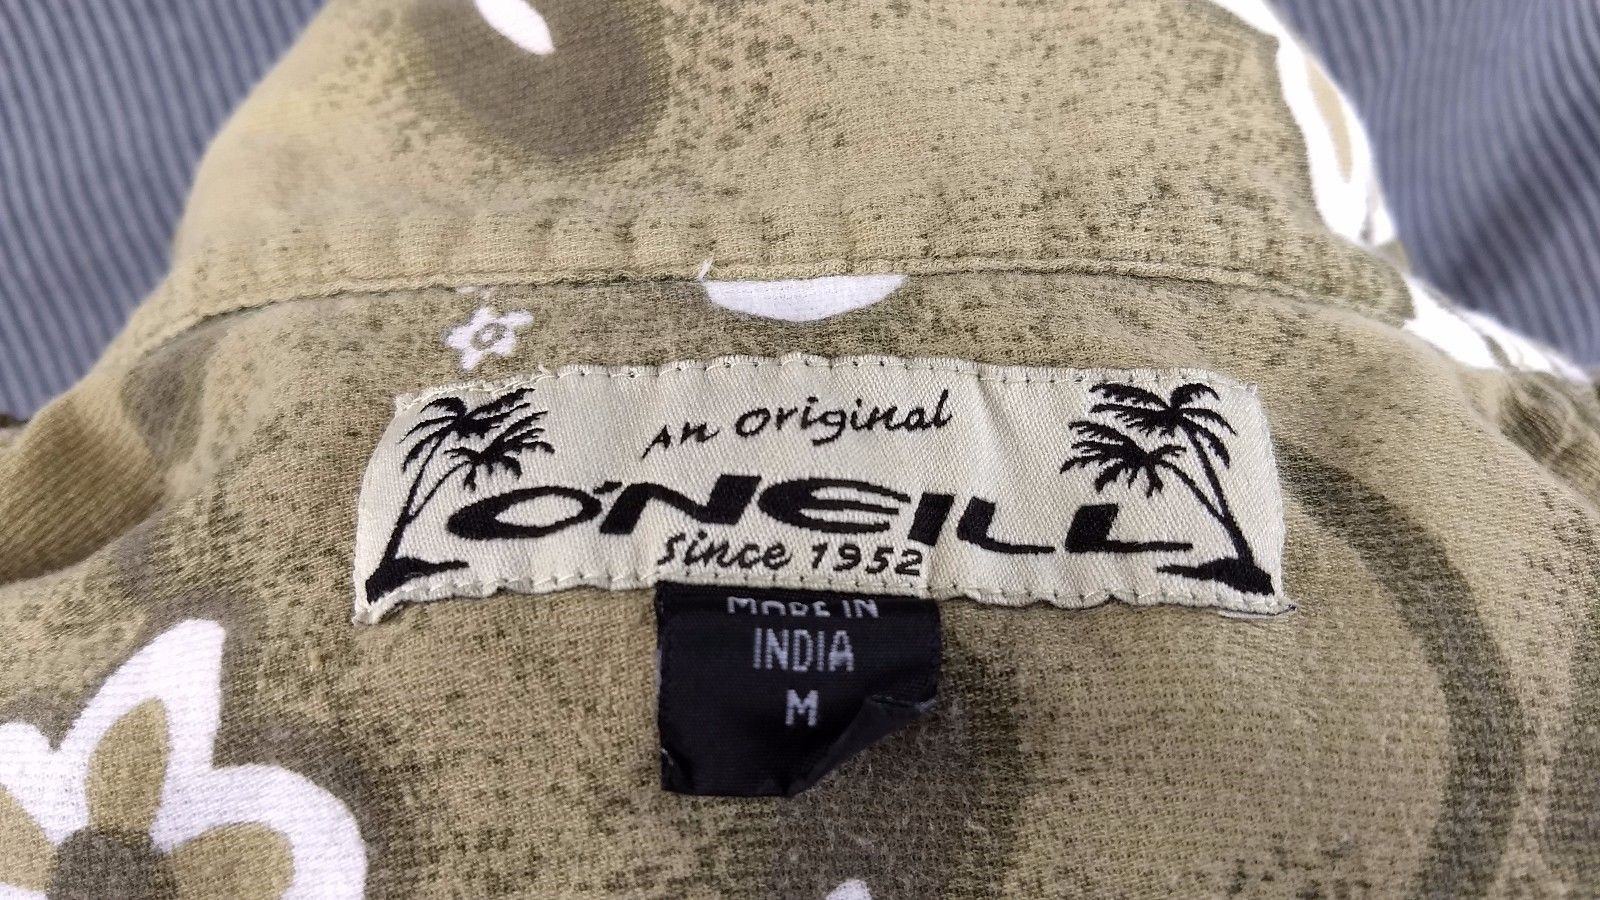 An Original
O'NEILL
Since 1952
MADE IN
INDIA
M